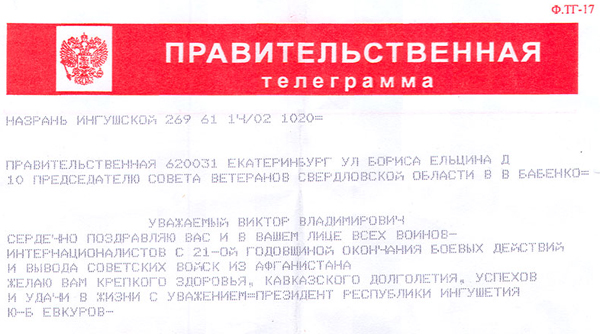 Ф.ТГ-17
ПРАВИТЕЛЬСТВЕННАЯ
телеграмма
НАЗРАНЬ ИНГУШСКОЙ 269 61 14/02 1020=
ПРАВИТЕЛЬСТВЕННАЯ 620031 ЕКАТЕРИНБУРГ УЛ БОРИСА ЕЛЬЦИНА Д
10 ПРЕДСЕДАТЕЛЮ СОВЕТА ВЕТЕРАНОВ СВЕРДЛОВСКОЙ ОБЛАСТИ В В БАБЕНКО=
УВАЖАЕМЫЙ ВИКТОР ВЛАДИМИРОВИЧ
СЕРДЕЧНО ПОЗДРАВЛЯЮ ВАС И В ВАШЕМ ЛИЦЕ ВСЕХ ВОИНОВ-
ИНТЕРНАЦИОНАЛИСТОВ С 21-ОЙ ГОДОВЩИНОЙ ОКОНЧАНИЯ БОЕВЫХ ДЕЙСТВИЙ
И ВЫВОДА СОВЕТСКИХ ВОЙСК ИЗ АФГАНИСТАНА
ЖЕЛАЮ ВАМ КРЕПКОГО ЗДОРОВЬЯ, КАВКАЗСКОГО ДОЛГОЛЕТИЯ, УСПЕХОВ
И УДАЧИ В ЖИЗНИ С УВАЖЕНИЕМ=ПРЕЗИДЕНТ РЕСПУБЛИКИ ИНГУШЕТИЯ
Ю-Б ЕВКУРОВ-